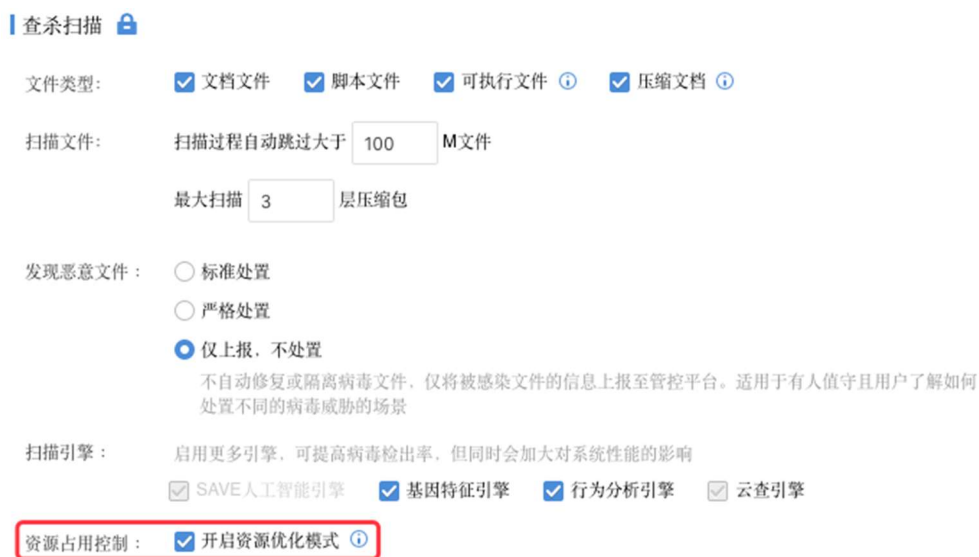 查杀扫描
文件类型: 文档文件 脚本文件 可执行文件 压缩文档
扫描文件: 扫描过程自动跳过大于 100 M文件
最大扫描 3 层压缩包
发现恶意文件: 标准处置
严格处置
仅上报，不处置
不自动修复或隔离病毒文件，仅将被感染文件的信息上报至管控平台。适用于有人值守且用户了解如何
处置不同的病毒威胁的场景
扫描引擎: 启用更多引擎，可提高病毒检出率，但同时会加大对系统性能的影响
SAVE人工智能引擎 基因特征引擎 行为分析引擎 云查引擎
资源占用控制: 开启资源优化模式